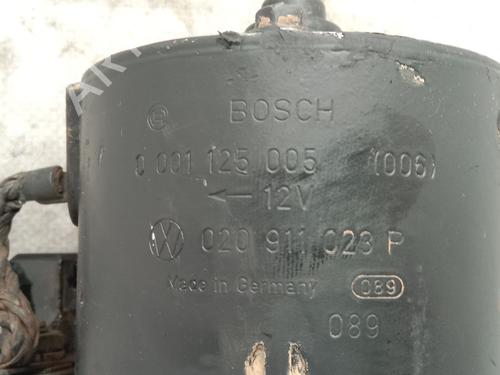 BOSCH
0 001 125 005 (006)
←12V
020 911 023 P
Made in Germany 089
089